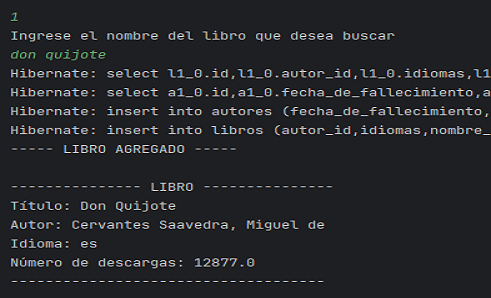 1
Ingrese el nombre del libro que desea buscar
don quijote
Hibernate: select l1_0.id,l1_0.autor_id,l1_0.idiomas,l1
Hibernate: select a1_0.id,a1_0.fecha_de_fallecimiento,a
Hibernate: insert into autores (fecha_de_fallecimiento,
Hibernate: insert into libros (autor_id,idiomas,nombre_
----- LIBRO AGREGADO -----
--------------- LIBRO ---------------
Título: Don Quijote
Autor: Cervantes Saavedra, Miguel de
Idioma: es
Número de descargas: 12877.0
-------------------------------------